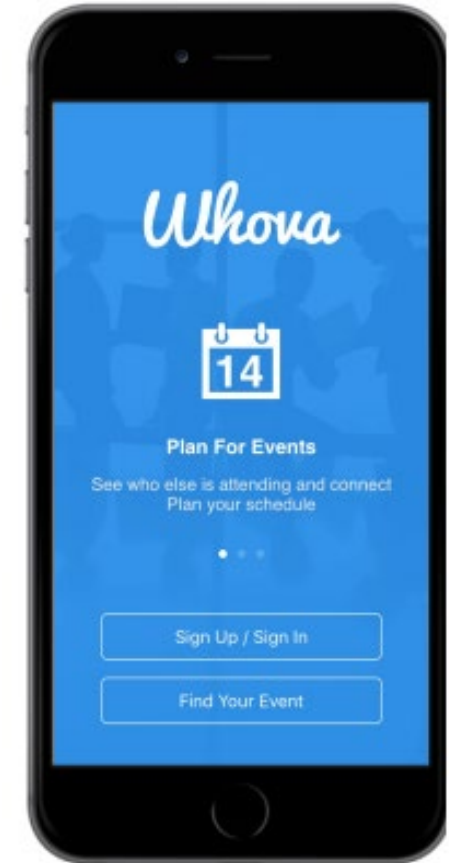 Whova
14
Plan For Events
See who else is attending and connect
Plan your schedule
Sign Up / Sign In
Find Your Event